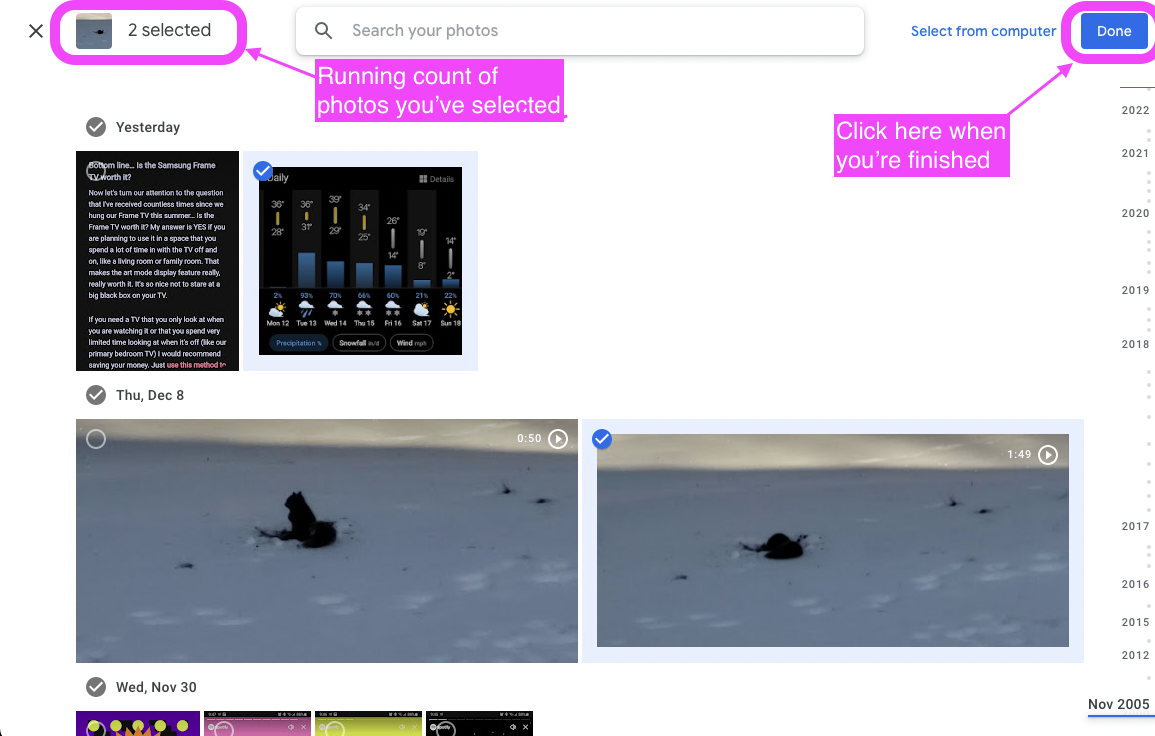 2 selected
Search your photos
Select from computer
Done
Running count of
photos you've selected
Click here when
you're finished
Yesterday
Bottom line... Is the Samsung Frame
TV worth it?
Now let's turn our attention to the question
that I've received countless times since we
hung our Frame TV this summer... Is the
Frame TV worth it? My answer is YES if you
are planning to use it in a space that you
spend a lot of time in with the TV off and
on, like a living room or family room. That
makes the art mode display feature really,
really worth it. It's so nice not to stare at a
big black box on your TV.
If you need a TV that you only look at when
you are watching it or that you spend very
limited time looking at when it's off (like our
primary bedroom TV) I would recommend
saving your money. Just use this method to
Daily
Details
36° 36° 39° 34° 26° 19° 14°
28° 31° 29° 25° 14° 8° 2°
2% 93% 70% 66% 60% 21% 22%
Mon 12 Tue 13 Wed 14 Thu 15 Fri 16 Sat 17 Sun 18
Precipitation % Snowfall in/d Wind mph
Thu, Dec 8
0:50
1:49
Wed, Nov 30
2022
2021
2020
2019
2018
2017
2016
2015
2012
Nov 2005